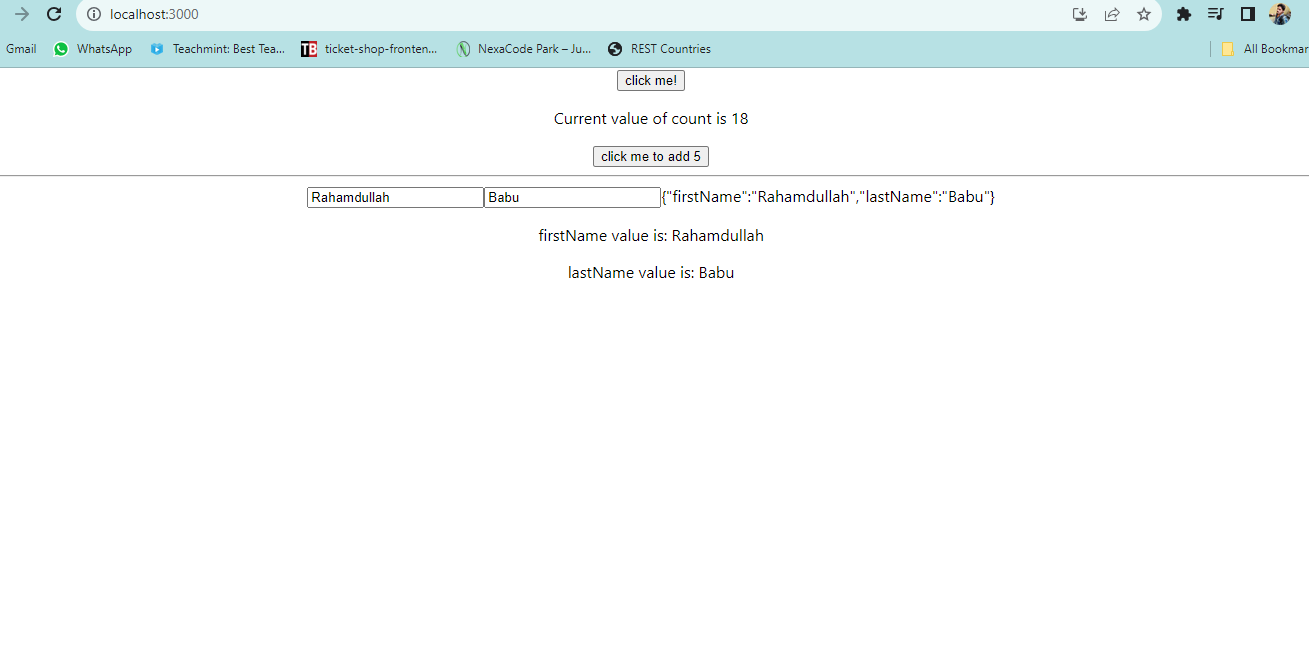 localhost:3000
Gmail WhatsApp Teachmint: Best Tea... TB ticket-shop-fronten... NexaCode Park – Ju... REST Countries All Bookmar
click me!
Current value of count is 18
click me to add 5
Rahamdullah Babu {"firstName":"Rahamdullah","lastName":"Babu"}
firstName value is: Rahamdullah
lastName value is: Babu